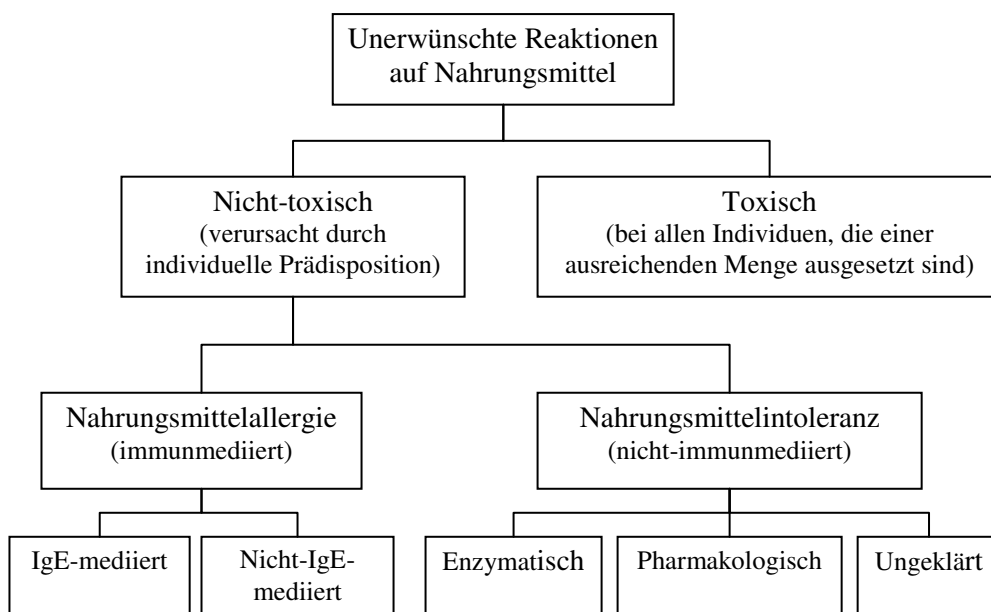 Unerwünschte Reaktionen
auf Nahrungsmittel
Nicht-toxisch
(verursacht durch
individuelle Prädisposition)
Toxisch
(bei allen Individuen, die einer
ausreichenden Menge ausgesetzt sind)
Nahrungsmittelallergie
(immunmediiert)
Nahrungsmittelintoleranz
(nicht-immunmediiert)
IgE-mediiert
Nicht-IgE-
mediiert
Enzymatisch
Pharmakologisch
Ungeklärt